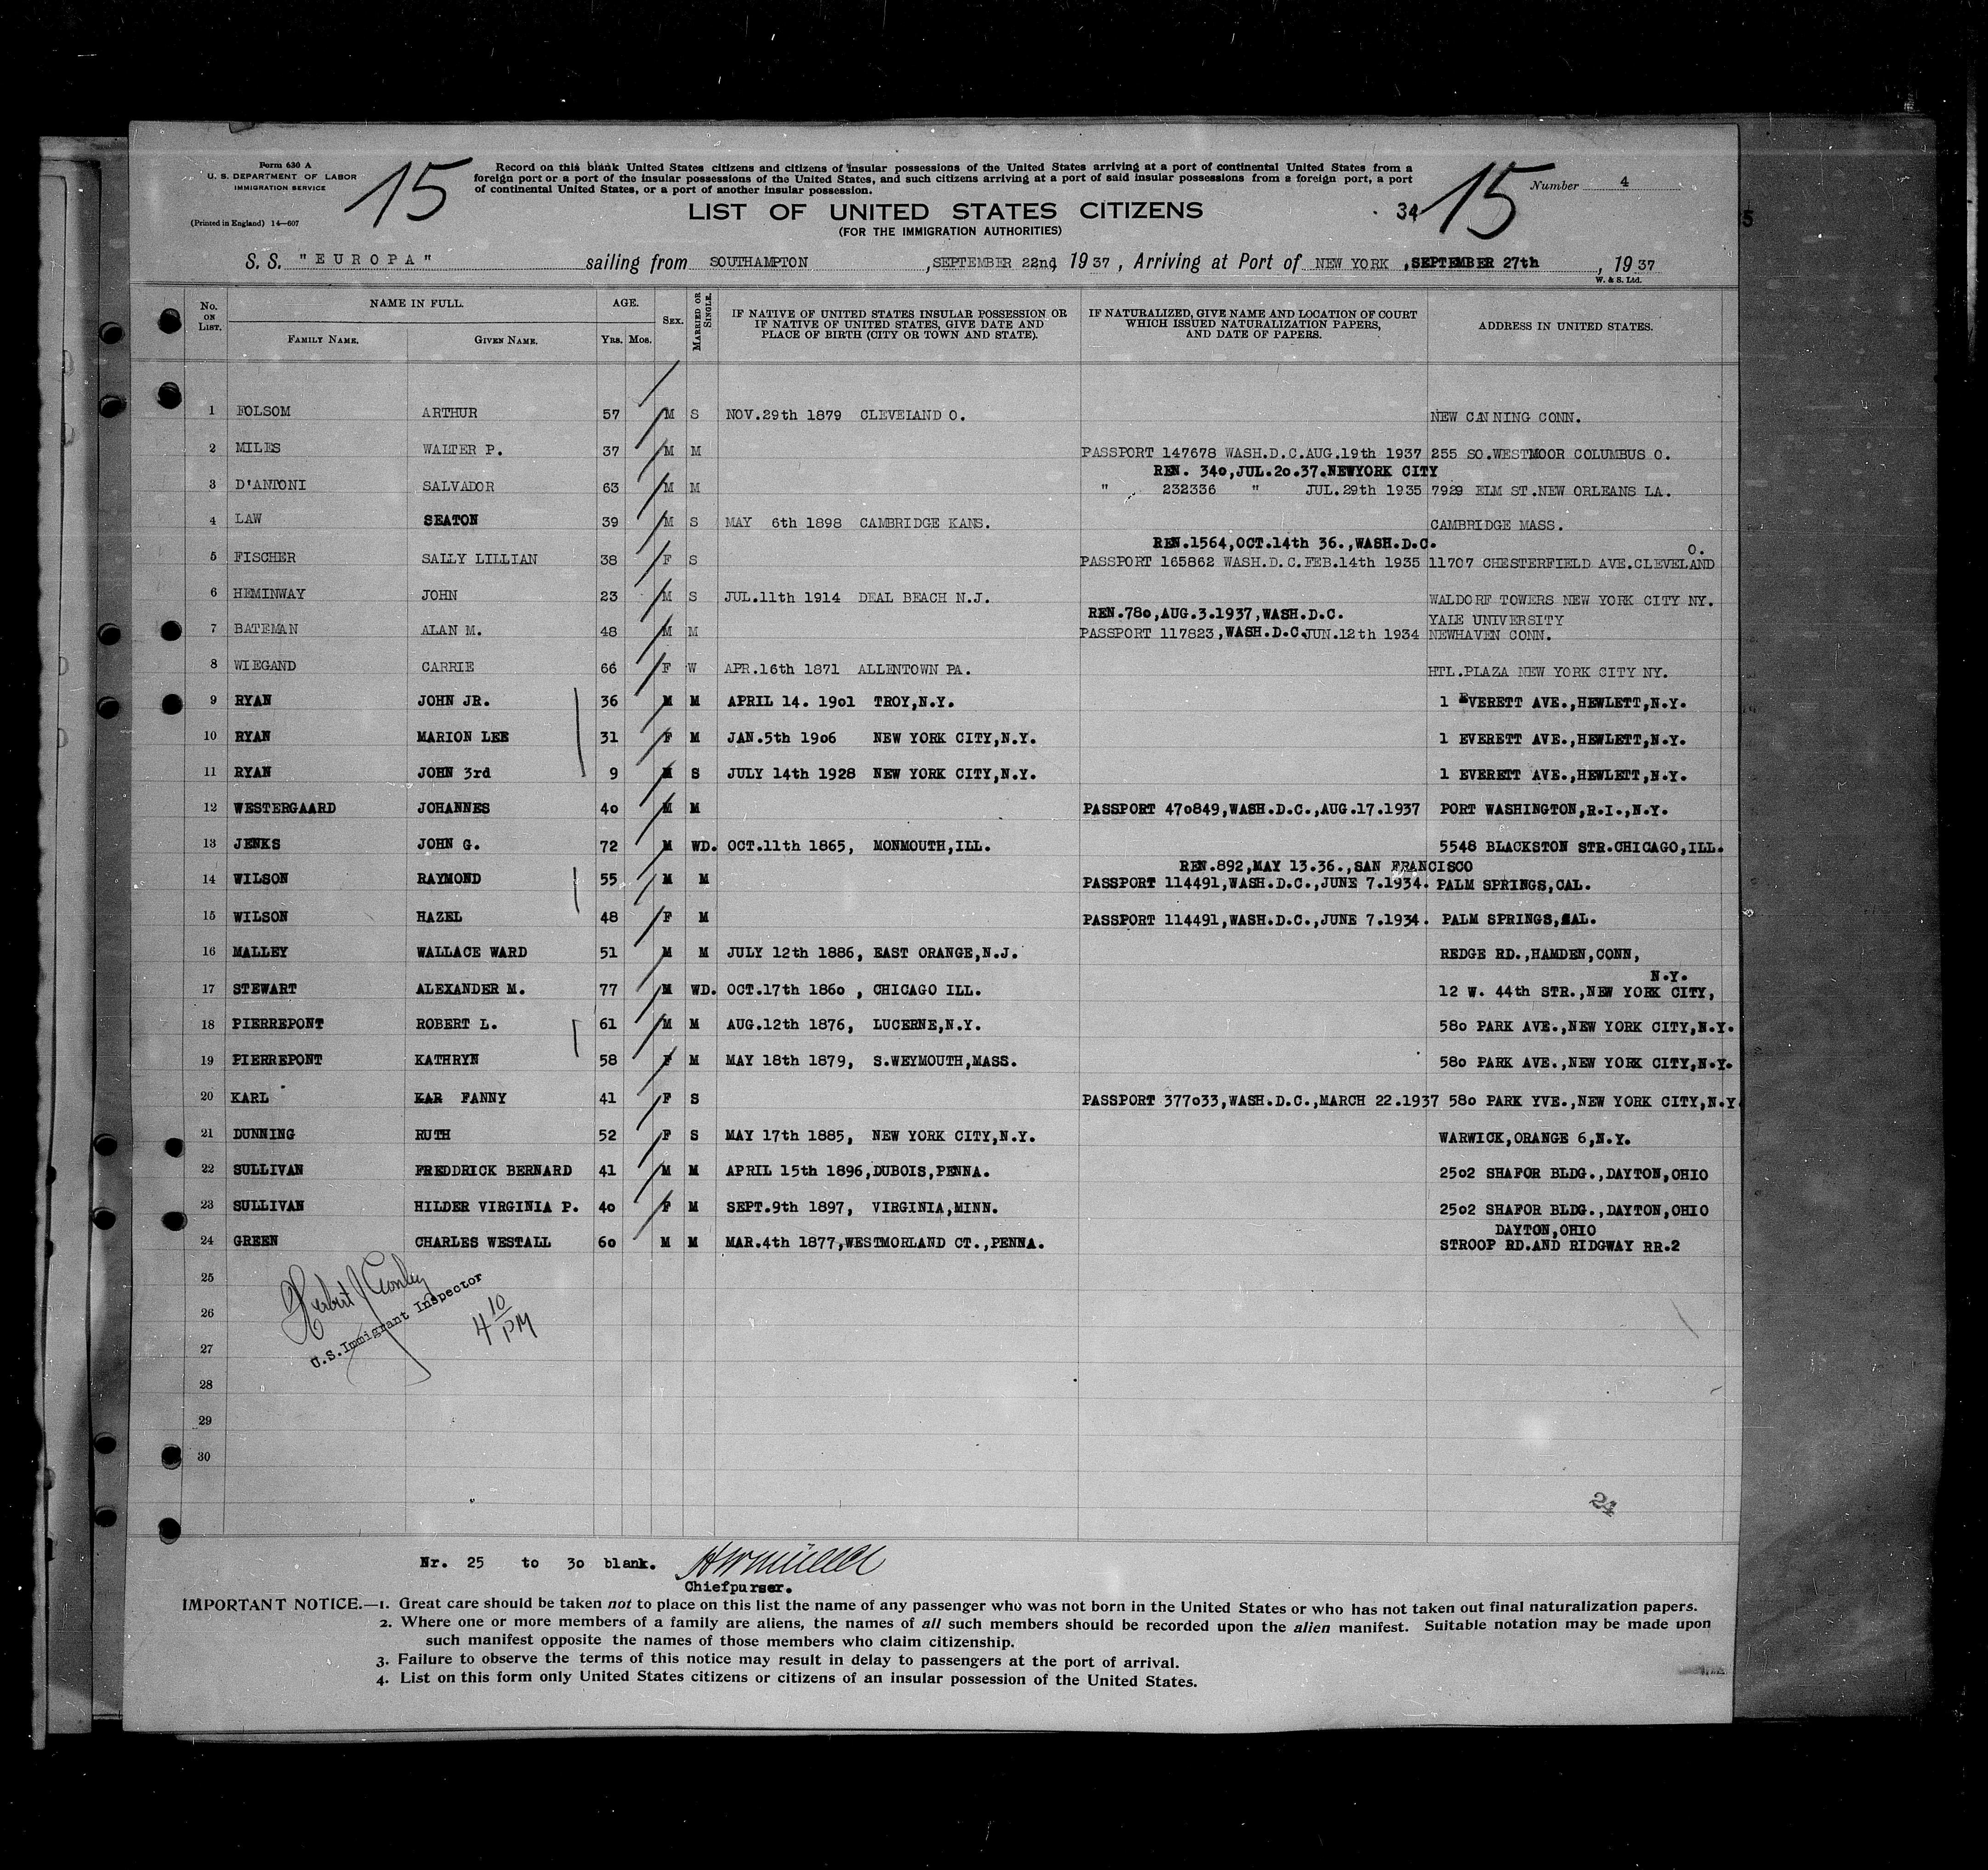 Form 630 A
U. S. DEPARTMENT OF LABOR
IMMIGRATION SERVICE
(Printed in England) 14—607
15
Record on this blank United States citizens and citizens of insular possessions of the United States arriving at a port of continental United States from a
foreign port or a port of the insular possessions of the United States, and such citizens arriving at a port of said insular possessions from a foreign port, a port
of continental United States, or a port of another insular possession.
LIST OF UNITED STATES CITIZENS
(FOR THE IMMIGRATION AUTHORITIES)
34
15
Number 4
S. S. "EUROPA" sailing from SOUTHAMPTON , SEPTEMBER 22nd, 1937, Arriving at Port of NEW YORK , SEPTEMBER 27th , 1937
W. & S. Ltd.
No. ON LIST. NAME IN FULL. AGE. SEX. MARRIED OR SINGLE. IF NATIVE OF UNITED STATES INSULAR POSSESSION OR IF NATIVE OF UNITED STATES, GIVE DATE AND PLACE OF BIRTH (CITY OR TOWN AND STATE). IF NATURALIZED, GIVE NAME AND LOCATION OF COURT WHICH ISSUED NATURALIZATION PAPERS, AND DATE OF PAPERS. ADDRESS IN UNITED STATES.
FAMILY NAME. GIVEN NAME. YRS. MOS.
1 FOLSOM ARTHUR 57 M S NOV.29th 1879 CLEVELAND O. NEW CANNING CONN.
2 MILES WALTER P. 37 M M PASSPORT 147678 WASH.D.C.AUG.19th 1937 255 SO.WESTMOOR COLUMBUS O.
REN. 340,JUL.20.37.NEWYORK CITY
3 D'ANTONI SALVADOR 63 M M " 232336 " JUL.29th 1935 7929 ELM ST.NEW ORLEANS LA.
4 LAW SEATON 39 M S MAY 6th 1898 CAMBRIDGE KANS. CAMBRIDGE MASS.
REN.1564,OCT.14th 36.,WASH.D.C. O.
5 FISCHER SALLY LILLIAN 38 F S PASSPORT 165862 WASH.D.C.FEB.14th 1935 11707 CHESTERFIELD AVE.CLEVELAND
6 HEMINWAY JOHN 23 M S JUL.11th 1914 DEAL BEACH N.J. WALDORF TOWERS NEW YORK CITY NY.
REN.780,AUG.3.1937,WASH.D.C. YALE UNIVERSITY
7 BATEMAN ALAN M. 48 M M PASSPORT 117823,WASH.D.C.JUN.12th 1934 NEWHAVEN CONN.
8 WIEGAND CARRIE 66 F W APR.16th 1871 ALLENTOWN PA. HTL.PLAZA NEW YORK CITY NY.
9 RYAN JOHN JR. 36 M M APRIL 14. 1901 TROY,N.Y. 1 EVERETT AVE.,HEWLETT,N.Y.
10 RYAN MARION LEE 31 F M JAN.5th 1906 NEW YORK CITY,N.Y. 1 EVERETT AVE.,HEWLETT,N.Y.
11 RYAN JOHN 3rd 9 M S JULY 14th 1928 NEW YORK CITY,N.Y. 1 EVERETT AVE.,HEWLETT,N.Y.
12 WESTERGAARD JOHANNES 40 M M PASSPORT 470849,WASH.D.C.,AUG.17.1937 PORT WASHINGTON,R.I.,N.Y.
13 JENKS JOHN G. 72 M WD. OCT.11th 1865, MONMOUTH,ILL. 5548 BLACKSTON STR.CHICAGO,ILL.
REN.892,MAY 13.36.,SAN FRANCISCO
14 WILSON RAYMOND 55 M M PASSPORT 114491,WASH.D.C.,JUNE 7.1934. PALM SPRINGS,CAL.
15 WILSON HAZEL 48 F M PASSPORT 114491,WASH.D.C.,JUNE 7.1934. PALM SPRINGS,CAL.
16 MALLEY WALLACE WARD 51 M M JULY 12th 1886, EAST ORANGE,N.J. REDGE RD.,HAMDEN,CONN,
N.Y.
17 STEWART ALEXANDER M. 77 M WD. OCT.17th 1860 , CHICAGO ILL. 12 W. 44th STR.,NEW YORK CITY,
18 PIERREPONT ROBERT L. 61 M M AUG.12th 1876, LUCERNE,N.Y. 580 PARK AVE.,NEW YORK CITY,N.Y.
19 PIERREPONT KATHRYN 58 F M MAY 18th 1879, S.WEYMOUTH,MASS. 580 PARK AVE.,NEW YORK CITY,N.Y.
20 KARL KAR FANNY 41 F S PASSPORT 377033,WASH.D.C.,MARCH 22.1937 580 PARK YVE.,NEW YORK CITY,N.Y
21 DUNNING RUTH 52 F S MAY 17th 1885, NEW YORK CITY,N.Y. WARWICK,ORANGE 6,N.Y.
22 SULLIVAN FREDDRICK BERNARD 41 M M APRIL 15th 1896,DUBOIS,PENNA. 2502 SHAFOR BLDG.,DAYTON,OHIO
23 SULLIVAN HILDER VIRGINIA P. 40 F M SEPT.9th 1897, VIRGINIA,MINN. 2502 SHAFOR BLDG.,DAYTON,OHIO
DAYTON,OHIO
24 GREEN CHARLES WESTALL 60 M M MAR.4th 1877,WESTMORLAND CT.,PENNA. STROOP RD.AND RIDGWAY RR.2
25
26
27
28
29
30
Herbert J Conley
U.S.Immigrant Inspector
4 10 PM
24
Nr. 25 to 30 blank.
Chiefpurser.
IMPORTANT NOTICE.—1. Great care should be taken not to place on this list the name of any passenger who was not born in the United States or who has not taken out final naturalization papers.
2. Where one or more members of a family are aliens, the names of all such members should be recorded upon the alien manifest. Suitable notation may be made upon
such manifest opposite the names of those members who claim citizenship.
3. Failure to observe the terms of this notice may result in delay to passengers at the port of arrival.
4. List on this form only United States citizens or citizens of an insular possession of the United States.